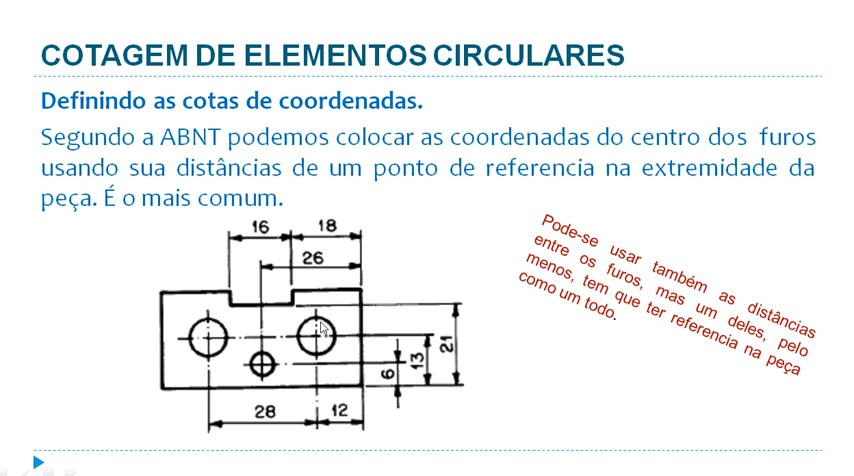 COTAGEM DE ELEMENTOS CIRCULARES
Definindo as cotas de coordenadas.
Segundo a ABNT podemos colocar as coordenadas do centro dos furos
usando sua distâncias de um ponto de referencia na extremidade da
peça. É o mais comum.
Pode-se usar também as distâncias
entre os furos, mas um deles, pelo
menos, tem que ter referencia na peça
como um todo.
16
18
26
6
13
21
28
12